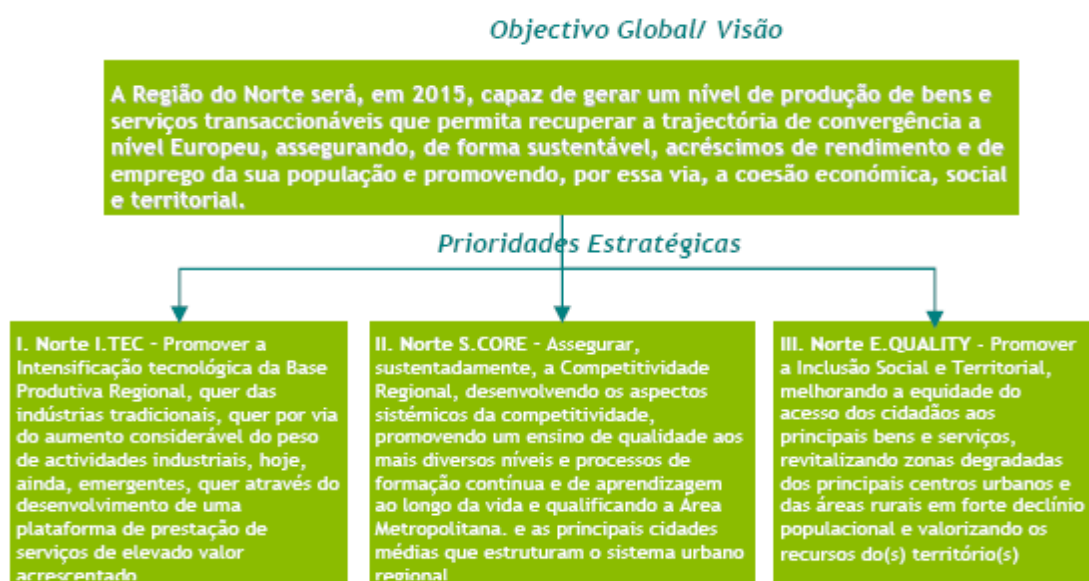 Objectivo Global/ Visão
A Região do Norte será, em 2015, capaz de gerar um nível de produção de bens e
serviços transaccionáveis que permita recuperar a trajectória de convergência a
nível Europeu, assegurando, de forma sustentável, acréscimos de rendimento e de
emprego da sua população e promovendo, por essa via, a coesão económica, social
e territorial.
Prioridades Estratégicas
I. Norte I.TEC – Promover a
Intensificação tecnológica da Base
Produtiva Regional, quer das
indústrias tradicionais, quer por via
do aumento considerável do peso
de actividades industriais, hoje,
ainda, emergentes, quer através do
desenvolvimento de uma
plataforma de prestação de
serviços de elevado valor
acrescentado
II. Norte S.CORE – Assegurar,
sustentadamente, a Competitividade
Regional, desenvolvendo os aspectos
sistémicos da competitividade,
promovendo um ensino de qualidade aos
mais diversos níveis e processos de
formação contínua e de aprendizagem
ao longo da vida e qualificando a Área
Metropolitana. e as principais cidades
médias que estruturam o sistema urbano
regional
III. Norte E.QUALITY - Promover
a Inclusão Social e Territorial,
melhorando a equidade do
acesso dos cidadãos aos
principais bens e serviços,
revitalizando zonas degradadas
dos principais centros urbanos e
das áreas rurais em forte declínio
populacional e valorizando os
recursos do(s) território(s)